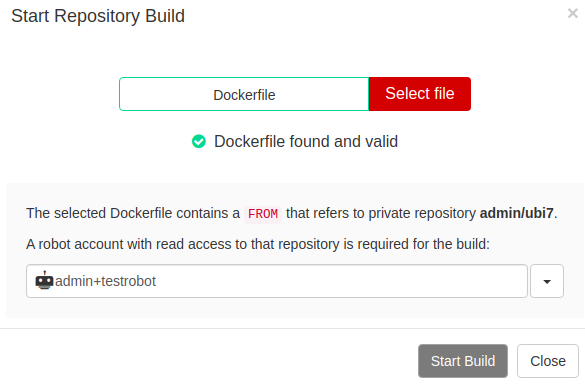 Start Repository Build
×
Dockerfile
Select file
Dockerfile found and valid
The selected Dockerfile contains a FROM that refers to private repository admin/ubi7.
A robot account with read access to that repository is required for the build:
admin+testrobot
Start Build
Close